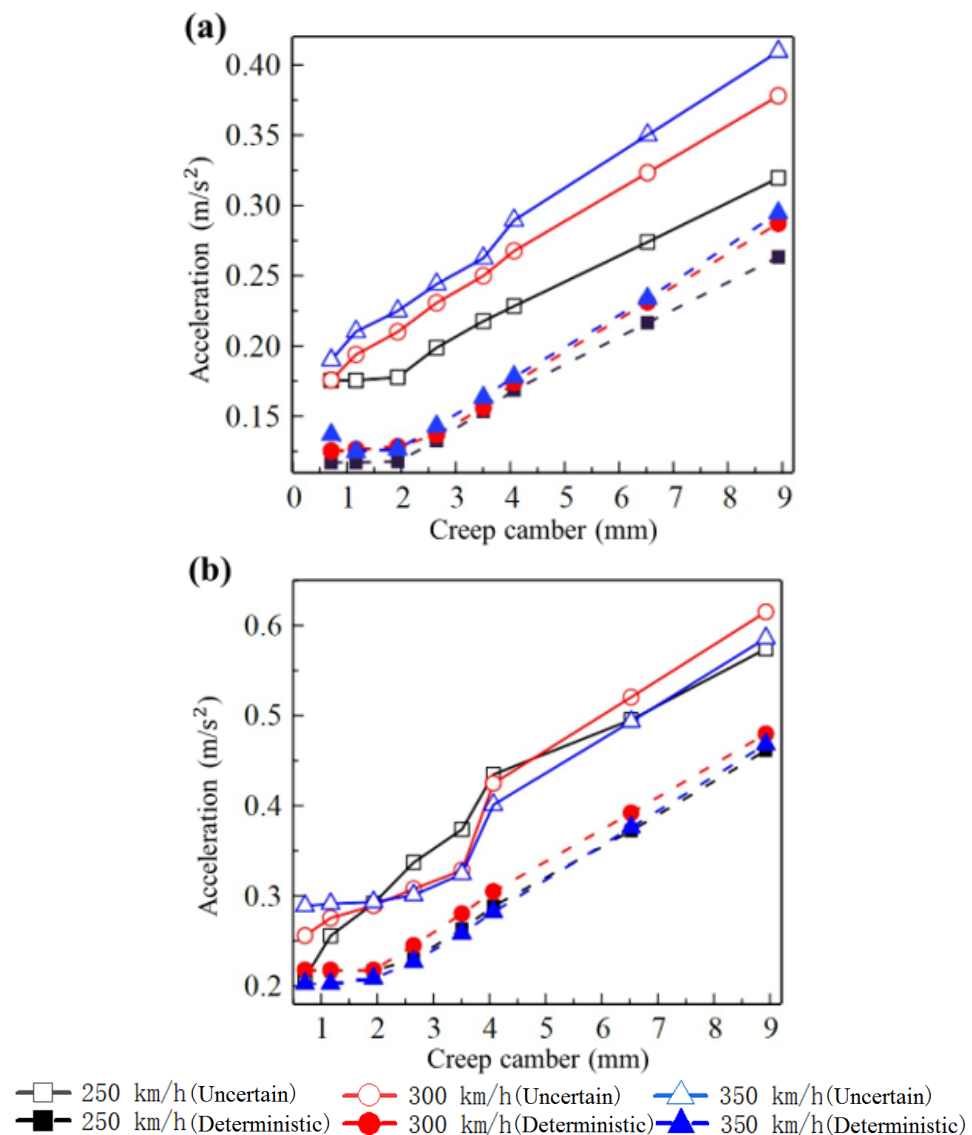 (a)
0.40
0.35
0.30
0.25
0.20
0.15
Acceleration (m/s²)
0 1 2 3 4 5 6 7 8 9
Creep camber (mm)
(b)
0.6
0.5
0.4
0.3
0.2
Acceleration (m/s²)
1 2 3 4 5 6 7 8 9
Creep camber (mm)
250 km/h(Uncertain) 300 km/h(Uncertain) 350 km/h(Uncertain)
250 km/h(Deterministic) 300 km/h(Deterministic) 350 km/h(Deterministic)